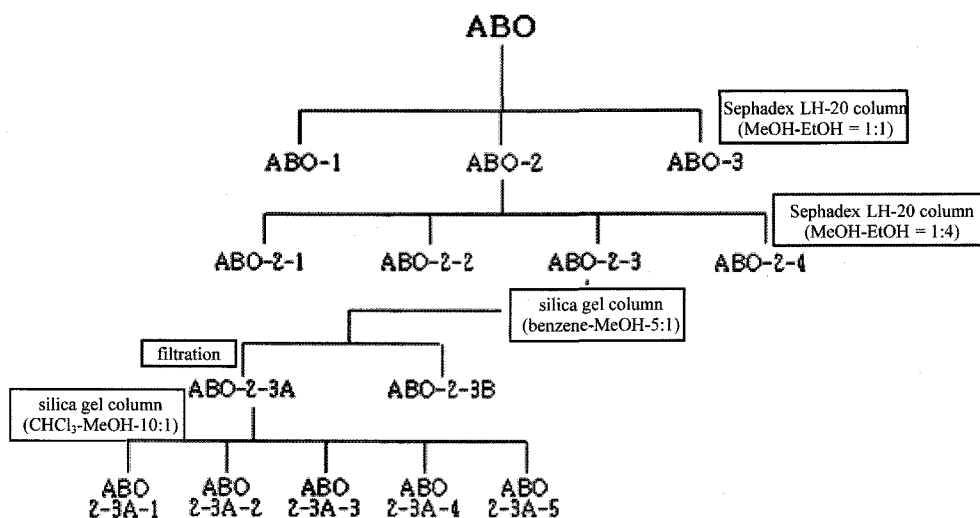 ABO
Sephadex LH-20 column
(MeOH-EtOH = 1:1)
ABO-1 ABO-2 ABO-3
Sephadex LH-20 column
(MeOH-EtOH = 1:4)
ABO-2-1 ABO-2-2 ABO-2-3 ABO-2-4
silica gel column
(benzene-MeOH-5:1)
filtration
ABO-2-3A ABO-2-3B
silica gel column
(CHCl₃-MeOH-10:1)
ABO ABO ABO ABO ABO
2-3A-1 2-3A-2 2-3A-3 2-3A-4 2-3A-5